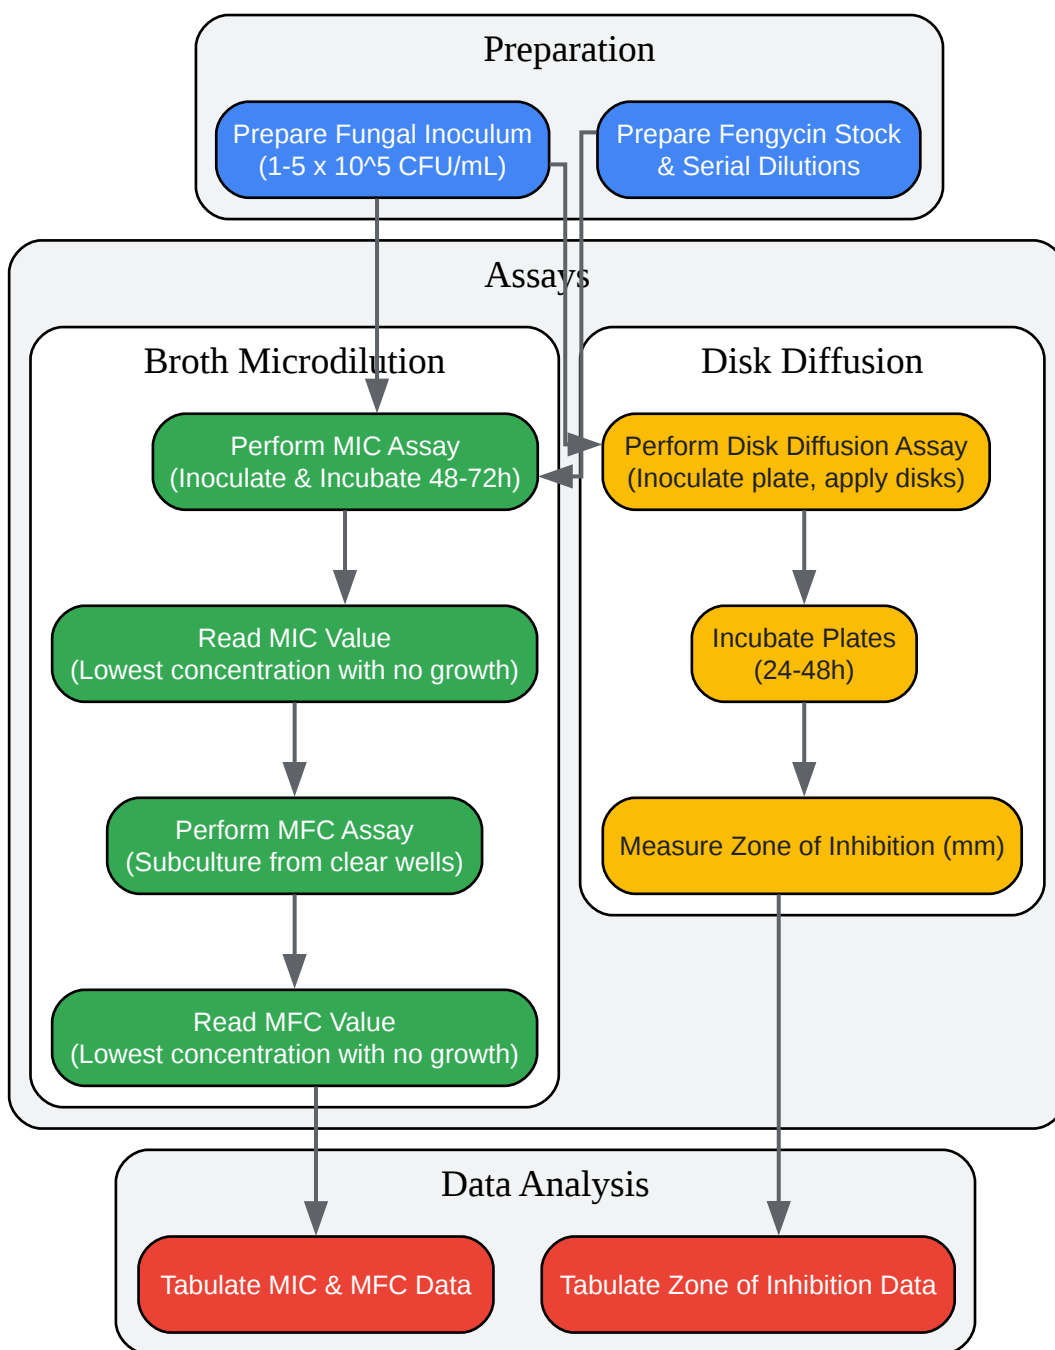 Preparation
Prepare Fungal Inoculum
(1-5 x 10^5 CFU/mL)
Prepare Fengycin Stock
& Serial Dilutions
Assays
Broth Microdilution
Perform MIC Assay
(Inoculate & Incubate 48-72h)
Read MIC Value
(Lowest concentration with no growth)
Perform MFC Assay
(Subculture from clear wells)
Read MFC Value
(Lowest concentration with no growth)
Disk Diffusion
Perform Disk Diffusion Assay
(Inoculate plate, apply disks)
Incubate Plates
(24-48h)
Measure Zone of Inhibition (mm)
Data Analysis
Tabulate MIC & MFC Data
Tabulate Zone of Inhibition Data